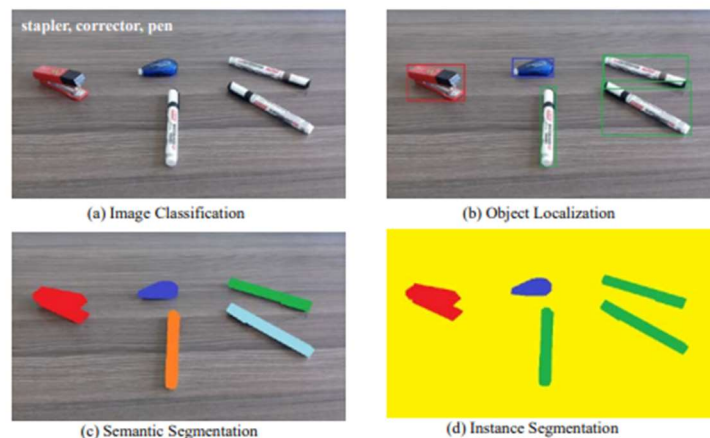 stapler, corrector, pen
(a) Image Classification
(b) Object Localization
(c) Semantic Segmentation
(d) Instance Segmentation